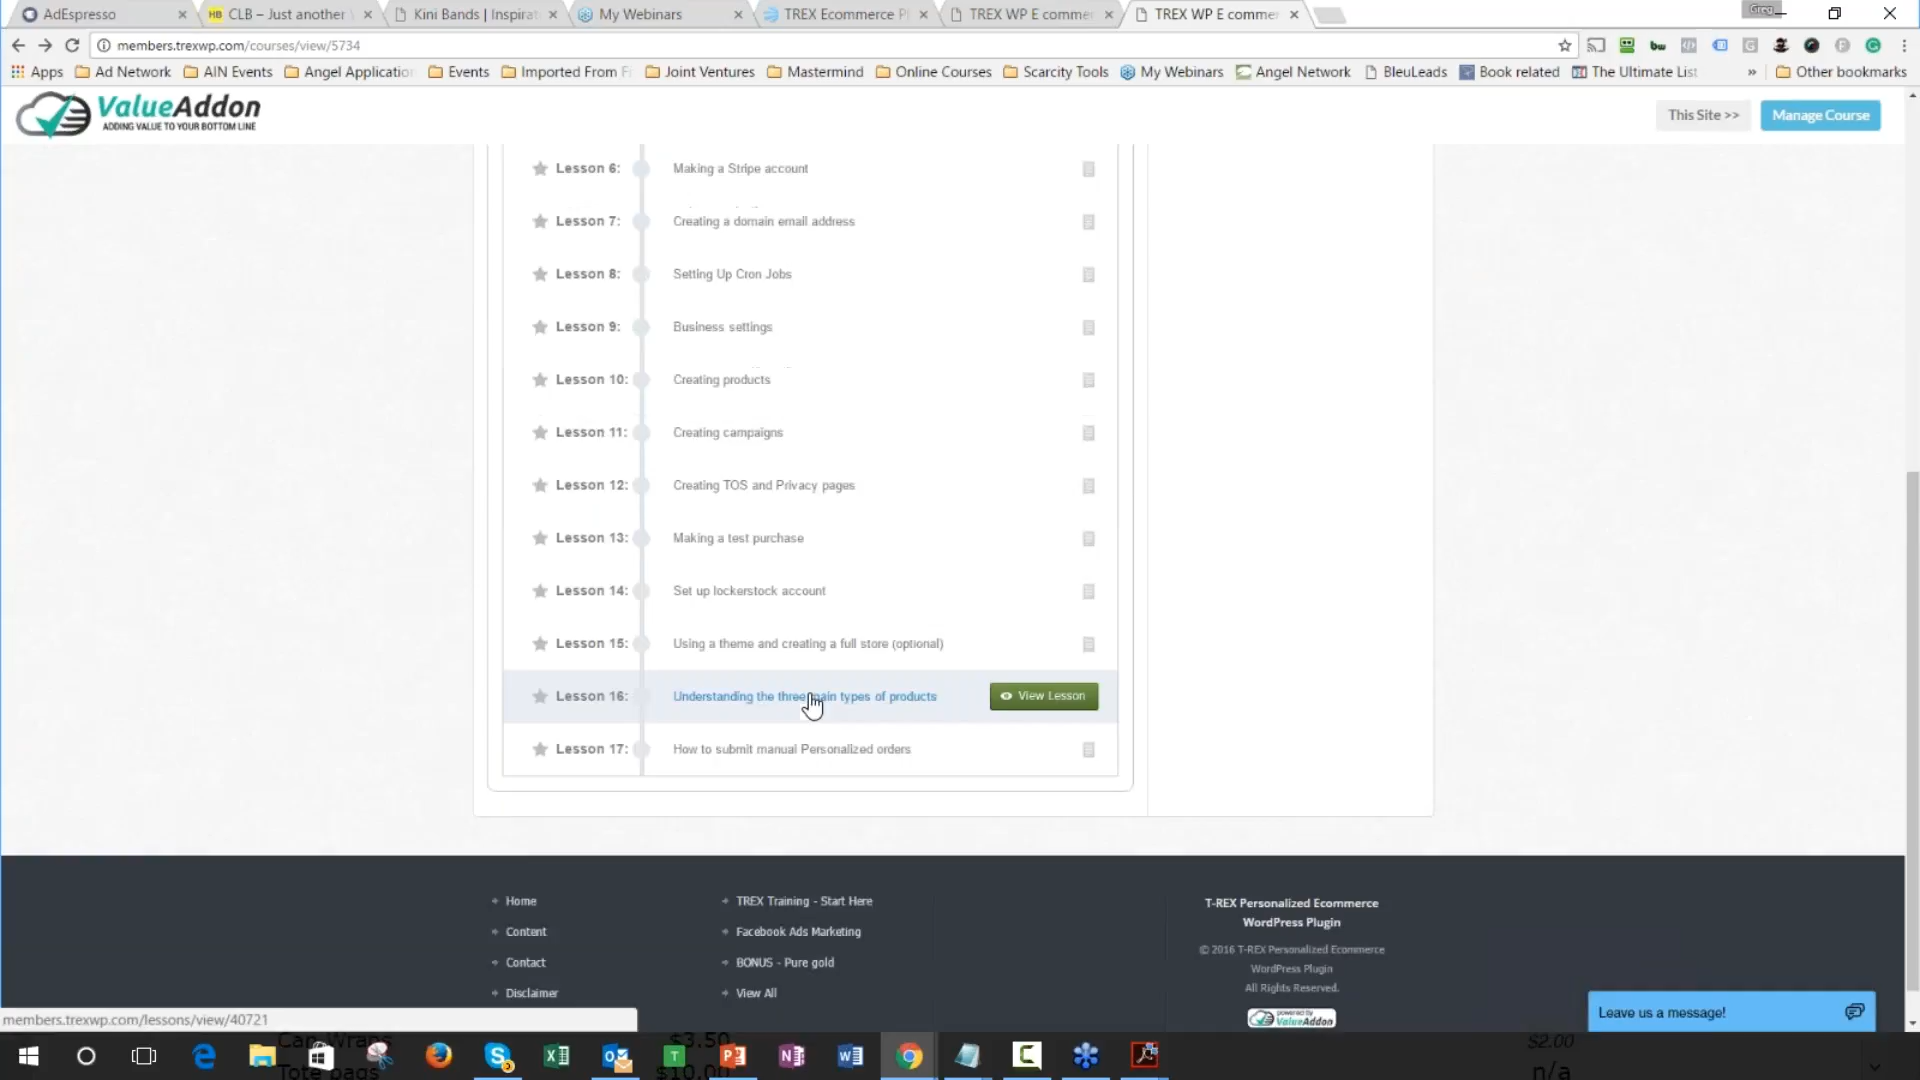 AdEspresso
HB CLB – Just another
Kini Bands | Inspirat
My Webinars
TREX Ecommerce P
TREX WP E commer
TREX WP E commer
Greg
members.trexwp.com/courses/view/5734
Apps
Ad Network
AIN Events
Angel Applicatio
Events
Imported From F
Joint Ventures
Mastermind
Online Courses
Scarcity Tools
My Webinars
Angel Network
BleuLeads
Book related
The Ultimate List
»
Other bookmarks
ValueAddon
ADDING VALUE TO YOUR BOTTOM LINE
This Site >>
Manage Course
Lesson 6: Making a Stripe account
Lesson 7: Creating a domain email address
Lesson 8: Setting Up Cron Jobs
Lesson 9: Business settings
Lesson 10: Creating products
Lesson 11: Creating campaigns
Lesson 12: Creating TOS and Privacy pages
Lesson 13: Making a test purchase
Lesson 14: Set up lockerstock account
Lesson 15: Using a theme and creating a full store (optional)
Lesson 16: Understanding the three main types of products View Lesson
Lesson 17: How to submit manual Personalized orders
Home
Content
Contact
Disclaimer
TREX Training - Start Here
Facebook Ads Marketing
BONUS - Pure gold
View All
T-REX Personalized Ecommerce
WordPress Plugin
© 2016 T-REX Personalized Ecommerce
WordPress Plugin
All Rights Reserved.
powered by
ValueAddon
Leave us a message!
members.trexwp.com/lessons/view/40721
Can Wraps $3.50 $2.00
Tote bags $10.00 n/a